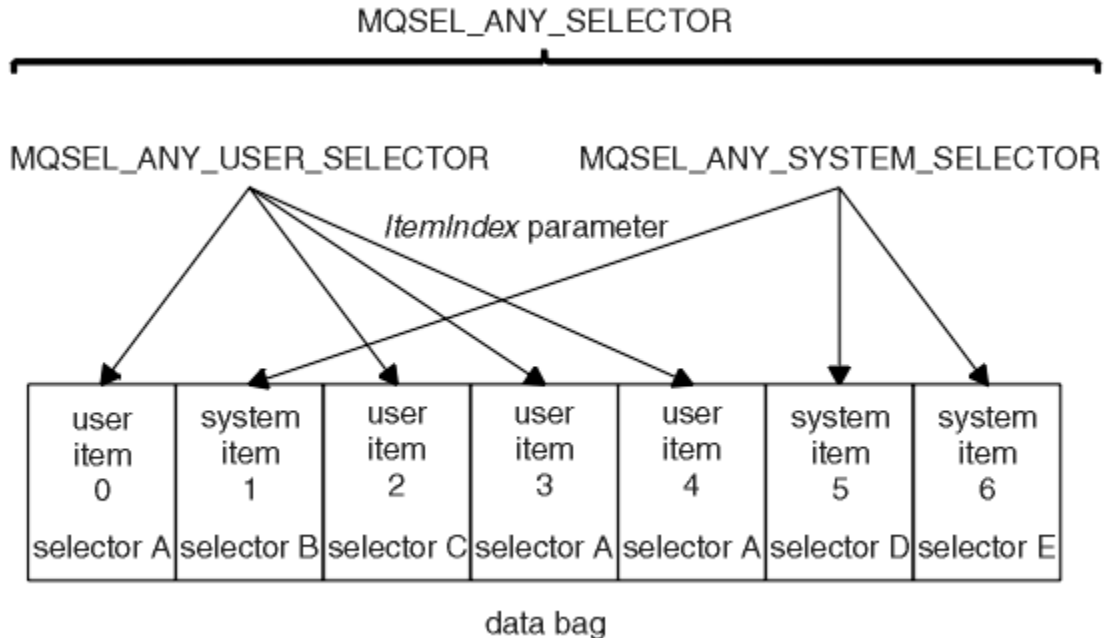 MQSEL_ANY_SELECTOR
MQSEL_ANY_USER_SELECTOR
MQSEL_ANY_SYSTEM_SELECTOR
ItemIndex parameter
user
item
0
selector A
system
item
1
selector B
user
item
2
selector C
user
item
3
selector A
user
item
4
selector A
system
item
5
selector D
system
item
6
selector E
data bag